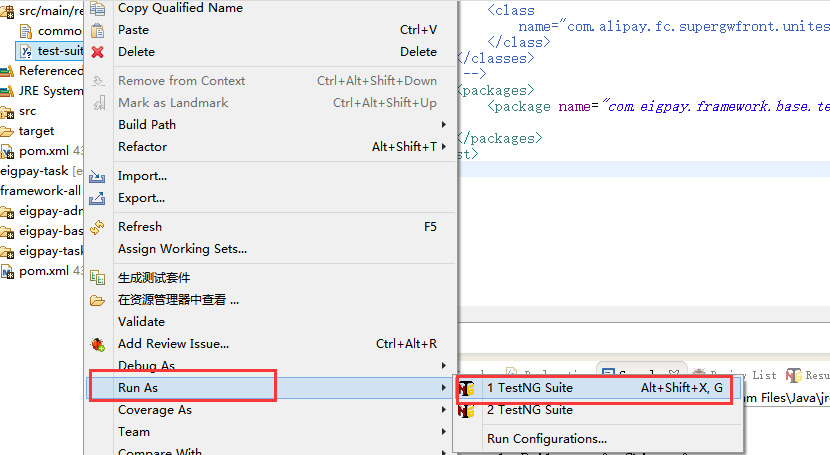 src/main/re
common
test-suit
Referenced
JRE System
src
target
pom.xml 43
eigpay-task [e
framework-all
eigpay-adr
eigpay-bas
eigpay-task
pom.xml 43
Copy Qualified Name
Paste Ctrl+V
Delete Delete
Remove from Context Ctrl+Alt+Shift+Down
Mark as Landmark Ctrl+Alt+Shift+Up
Build Path
Refactor Alt+Shift+T
Import...
Export...
Refresh F5
Assign Working Sets...
生成测试套件
在资源管理器中查看 ...
Validate
Add Review Issue... Ctrl+Alt+R
Debug As
Run As
Coverage As
Team
Compare With
1 TestNG Suite Alt+Shift+X, G
2 TestNG Suite
Run Configurations...
<class
name="com.alipay.fc.supergwfront.unites
</class>
</classes>
-->
<packages>
<package name="com.eigpay.framework.base.te
</packages>
st>
List
Resu
am Files\Java\jr